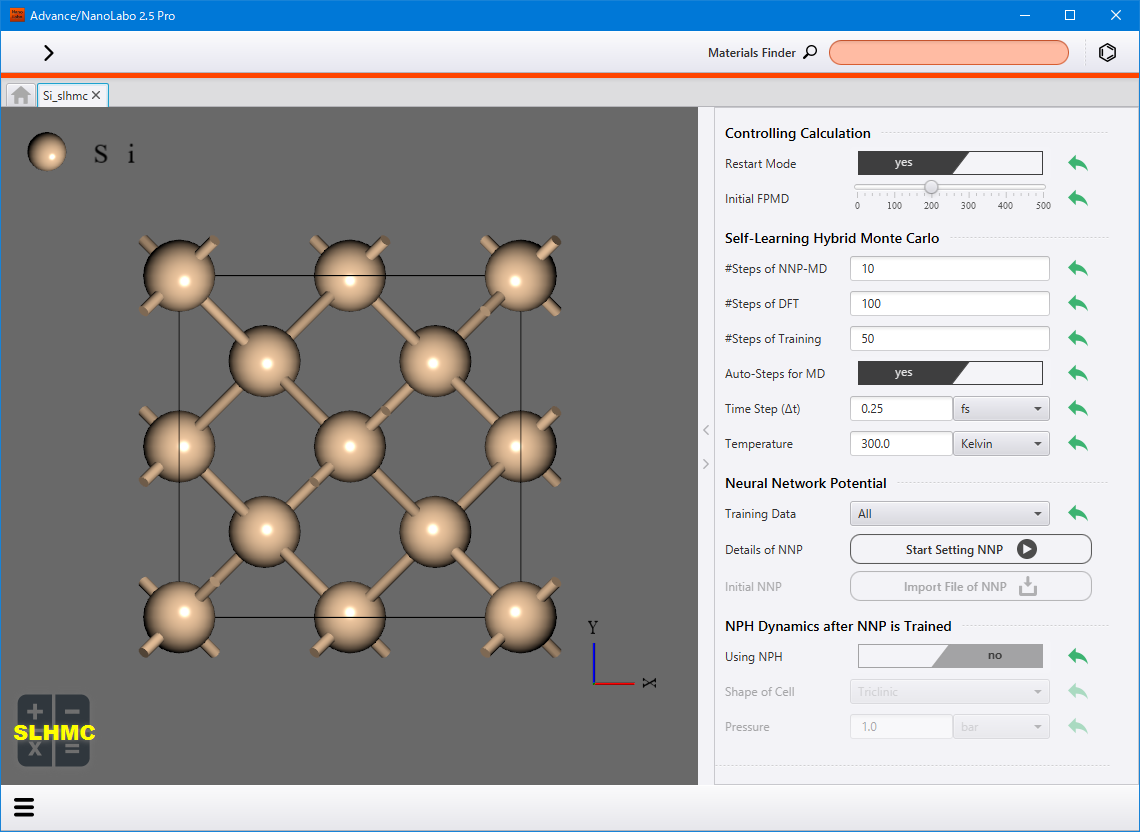 Advance/NanoLabo 2.5 Pro
Materials Finder
Si_slhmc
S i
Y
X
SLHMC
+ −
x =
Controlling Calculation
Restart Mode yes
Initial FPMD
0 100 200 300 400 500
Self-Learning Hybrid Monte Carlo
#Steps of NNP-MD 10
#Steps of DFT 100
#Steps of Training 50
Auto-Steps for MD yes
Time Step (Δt) 0.25 fs
Temperature 300.0 Kelvin
Neural Network Potential
Training Data All
Details of NNP Start Setting NNP
Initial NNP Import File of NNP
NPH Dynamics after NNP is Trained
Using NPH no
Shape of Cell Triclinic
Pressure 1.0 bar